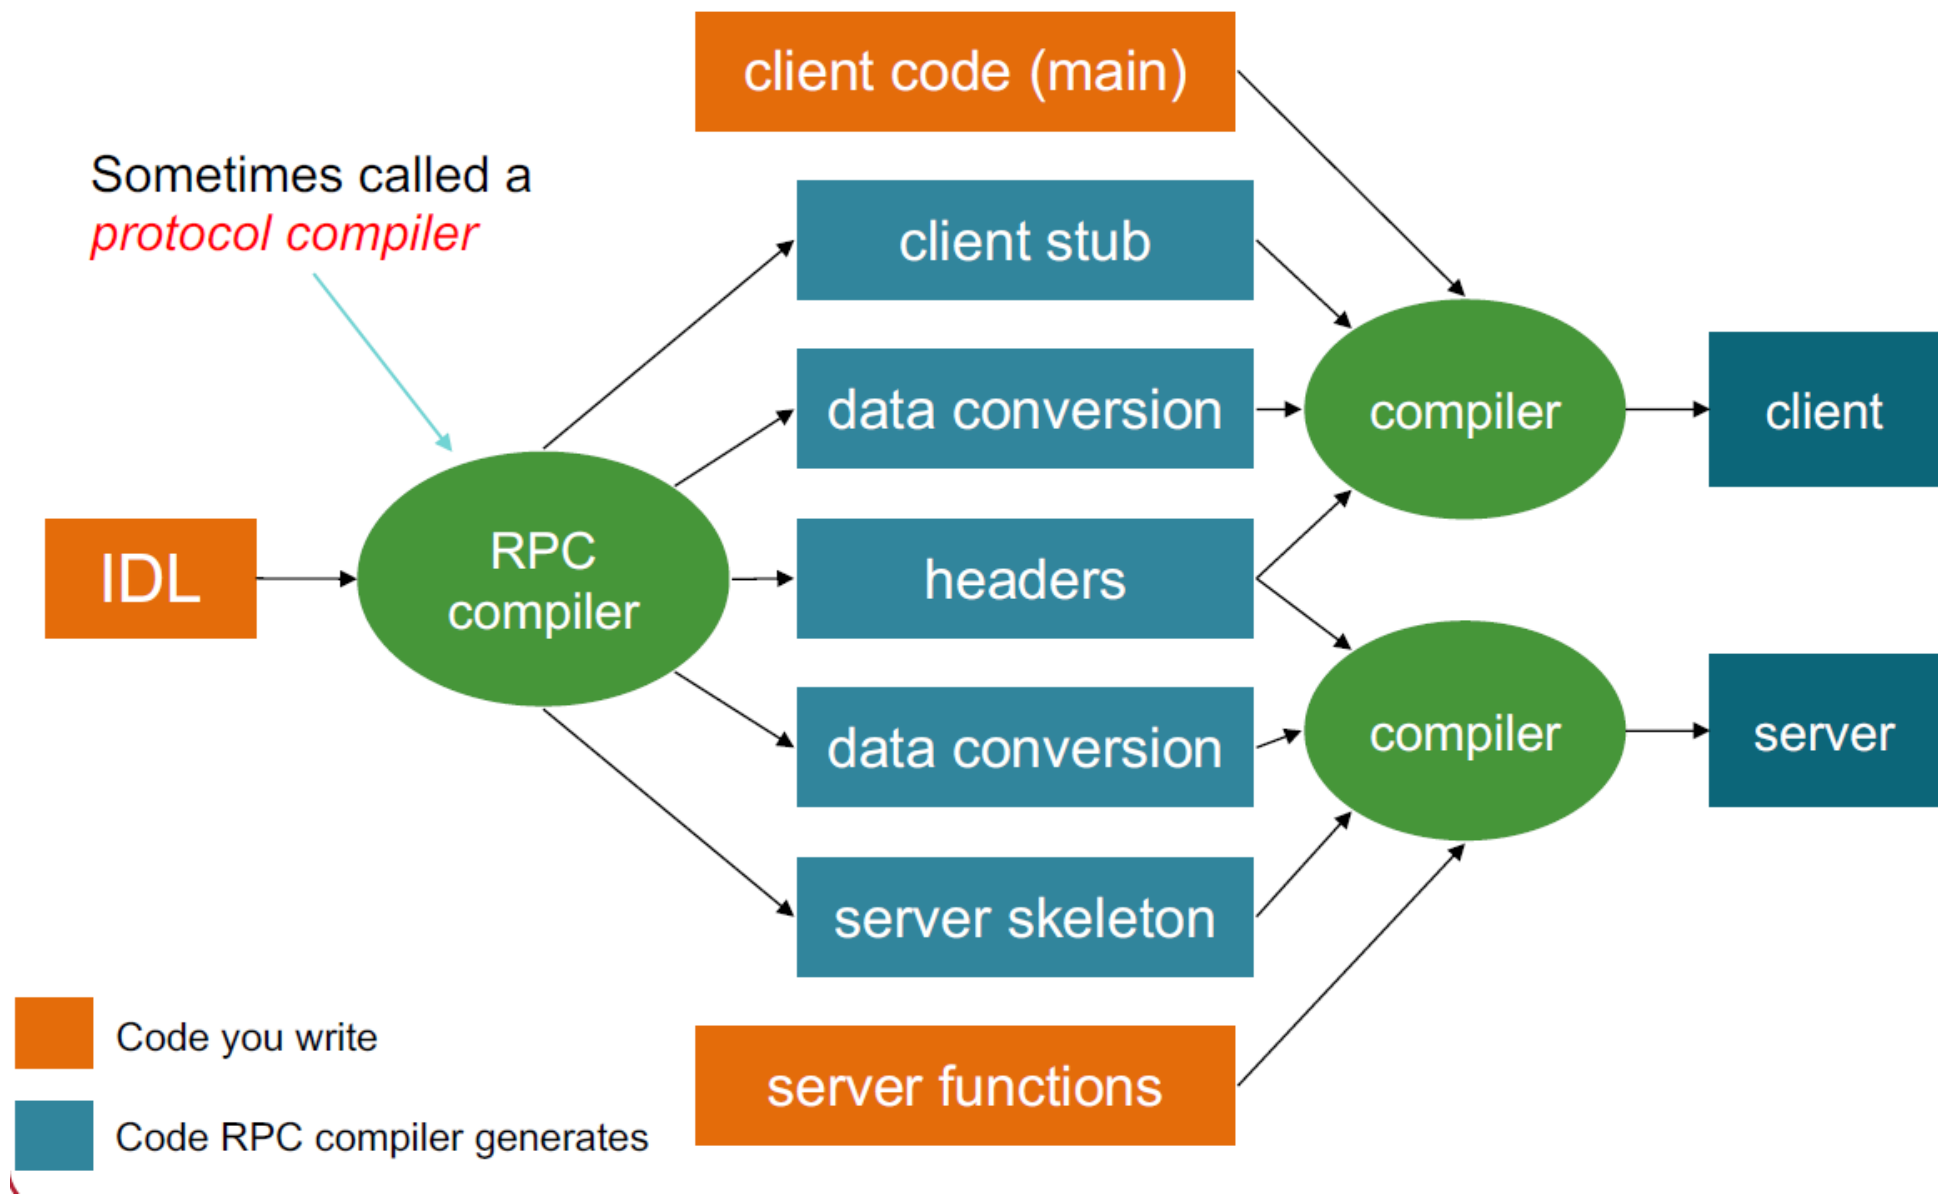 client code (main)
Sometimes called a
protocol compiler
client stub
data conversion
compiler
client
IDL
RPC
compiler
headers
data conversion
compiler
server
server skeleton
server functions
Code you write
Code RPC compiler generates